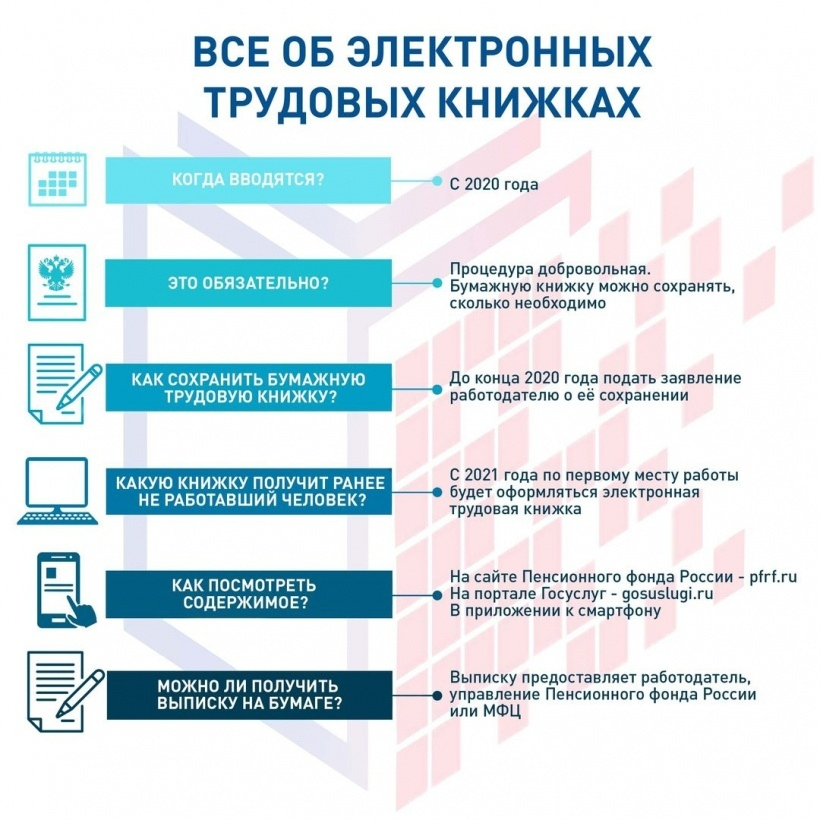 ВСЕ ОБ ЭЛЕКТРОННЫХ
ТРУДОВЫХ КНИЖКАХ
КОГДА ВВОДЯТСЯ?
С 2020 года
ЭТО ОБЯЗАТЕЛЬНО?
Процедура добровольная.
Бумажную книжку можно сохранять,
сколько необходимо
КАК СОХРАНИТЬ БУМАЖНУЮ
ТРУДОВУЮ КНИЖКУ?
До конца 2020 года подать заявление
работодателю о её сохранении
КАКУЮ КНИЖКУ ПОЛУЧИТ РАНЕЕ
НЕ РАБОТАВШИЙ ЧЕЛОВЕК?
С 2021 года по первому месту работы
будет оформляться электронная
трудовая книжка
КАК ПОСМОТРЕТЬ
СОДЕРЖИМОЕ?
На сайте Пенсионного фонда России - pfrf.ru
На портале Госуслуг - gosuslugi.ru
В приложении к смартфону
МОЖНО ЛИ ПОЛУЧИТЬ
ВЫПИСКУ НА БУМАГЕ?
Выписку предоставляет работодатель,
управление Пенсионного фонда России
или МФЦ